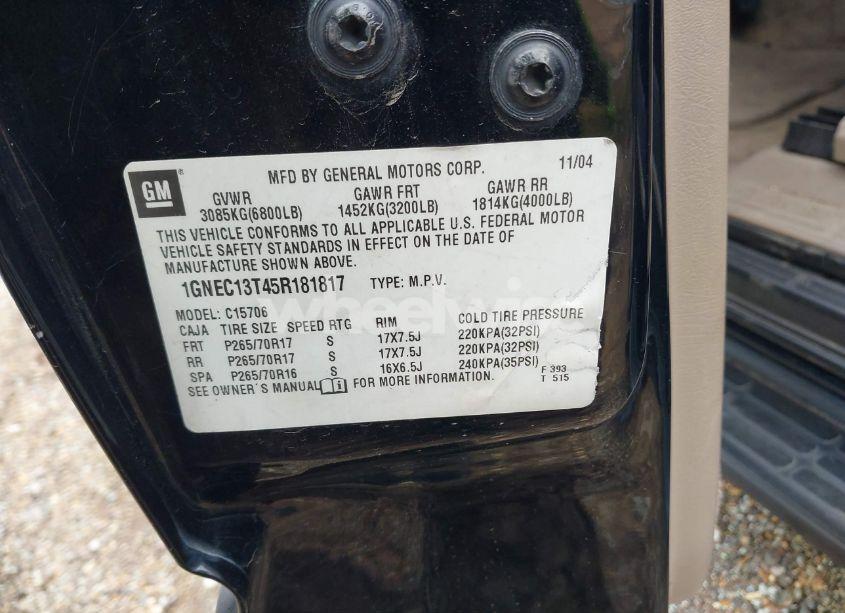 GM
MFD BY GENERAL MOTORS CORP. 11/04
GVWR GAWR FRT GAWR RR
3085KG(6800LB) 1452KG(3200LB) 1814KG(4000LB)
THIS VEHICLE CONFORMS TO ALL APPLICABLE U.S. FEDERAL MOTOR
VEHICLE SAFETY STANDARDS IN EFFECT ON THE DATE OF
MANUFACTURE SHOWN ABOVE.
1GNEC13T45R181817 TYPE: M.P.V.
MODEL: C15706
CAJA TIRE SIZE SPEED RTG RIM COLD TIRE PRESSURE
FRT P265/70R17 S 17X7.5J 220KPA(32PSI)
RR P265/70R17 S 17X7.5J 220KPA(32PSI)
SPA P265/70R16 S 16X6.5J 240KPA(35PSI)
SEE OWNER'S MANUAL FOR MORE INFORMATION.
F 393
T 515